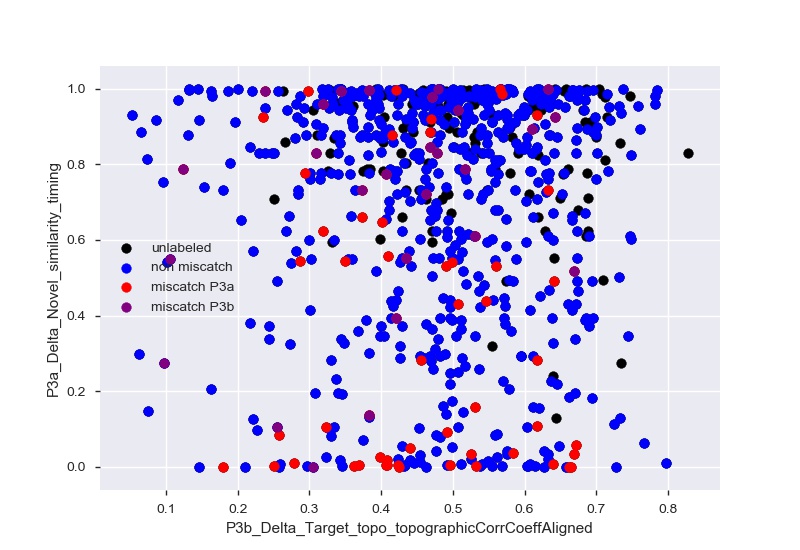 1.0
0.8
0.6
0.4
0.2
0.0
P3a_Delta_Novel_similarity_timing
unlabeled
non miscatch
miscatch P3a
miscatch P3b
0.1 0.2 0.3 0.4 0.5 0.6 0.7 0.8
P3b_Delta_Target_topo_topographicCorrCoeffAligned